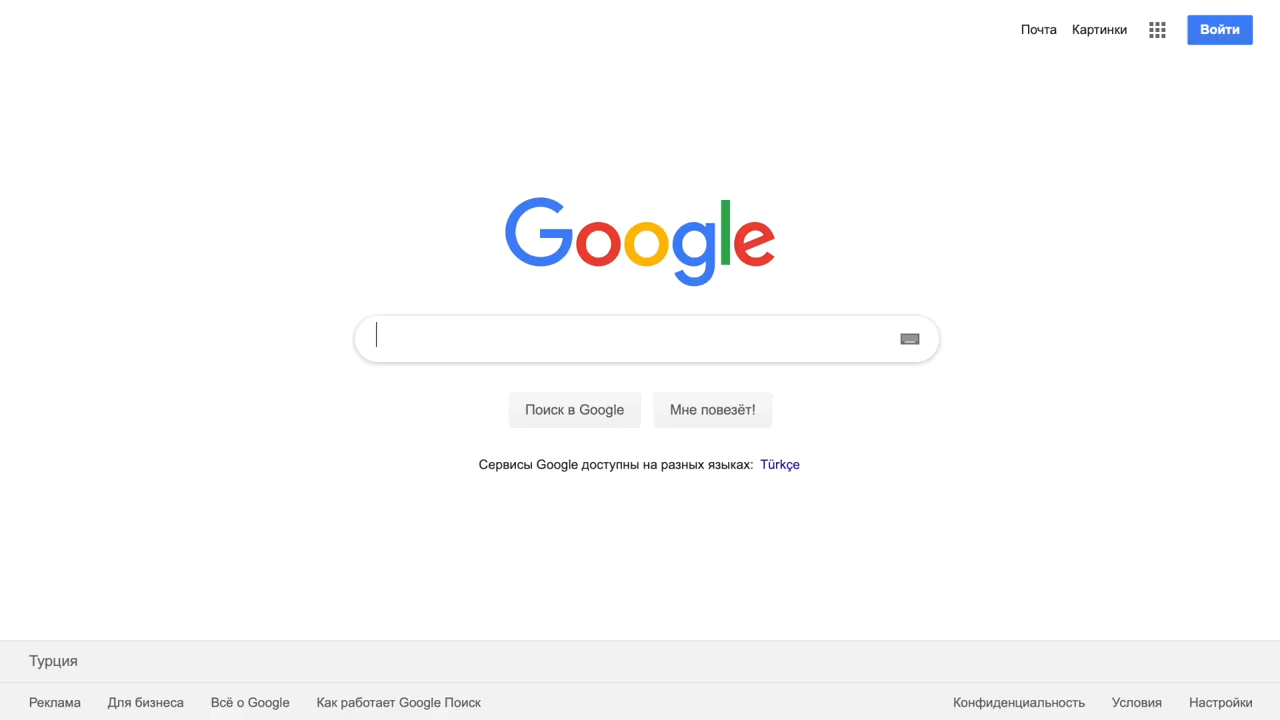 Почта Картинки Войти
Google
Поиск в Google Мне повезёт!
Сервисы Google доступны на разных языках: Türkçe
Турция
Реклама Для бизнеса Всё о Google Как работает Google Поиск Конфиденциальность Условия Настройки